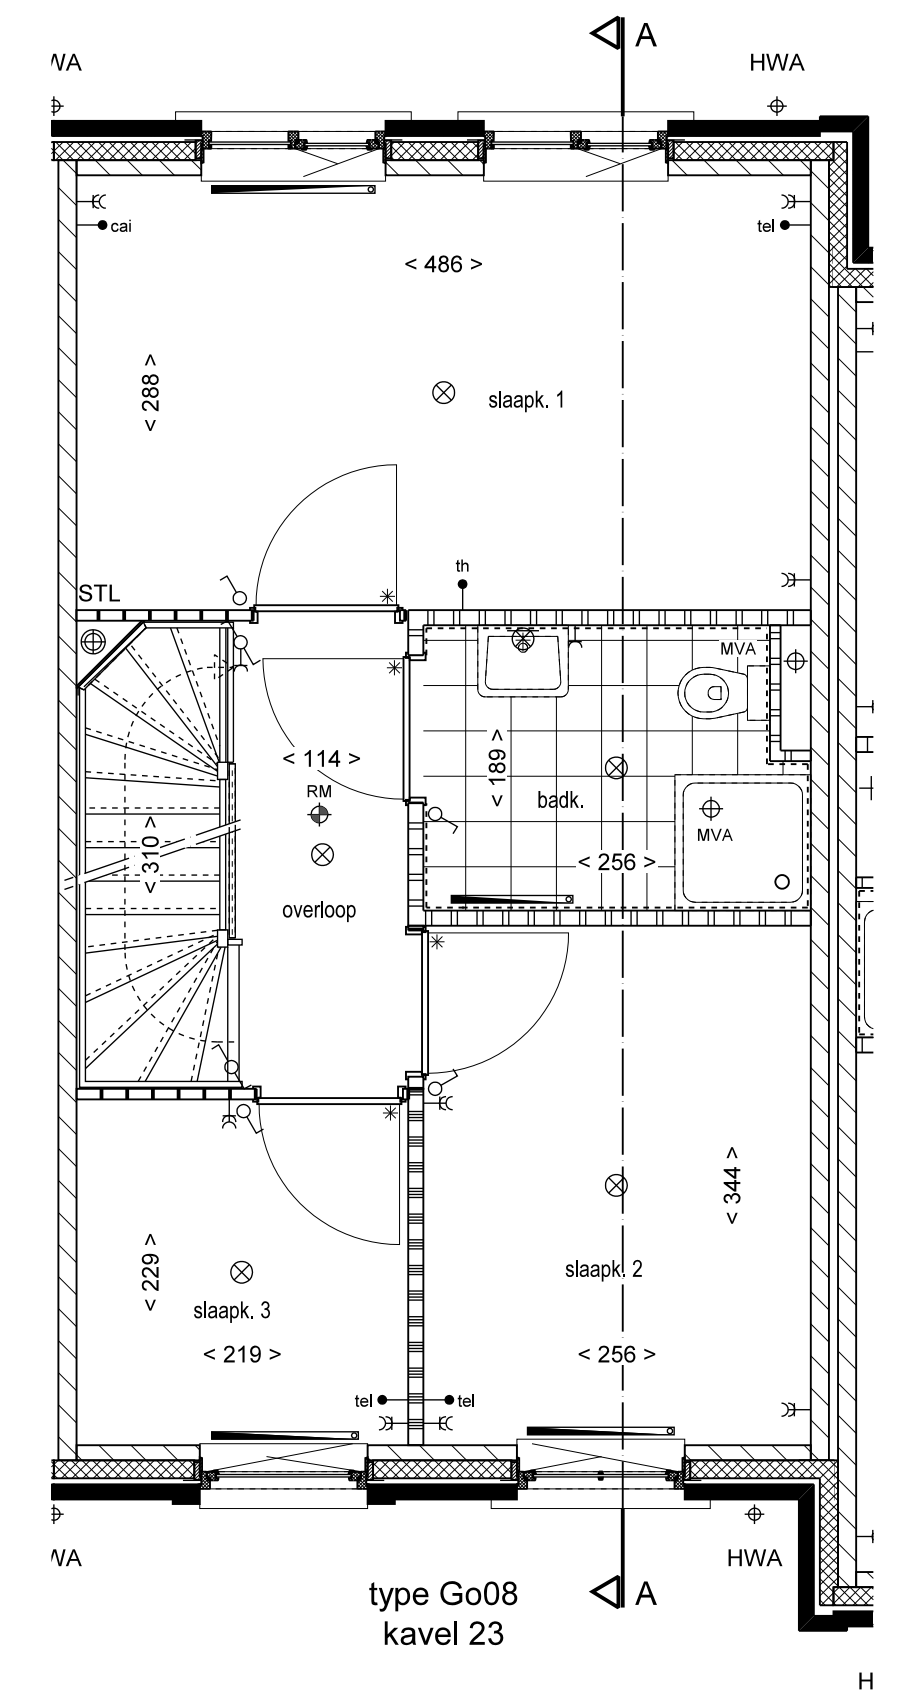 A
WA
HWA
cai
tel
< 486 >
< 288 >
slaapk. 1
th
STL
MVA
< 114 >
< 189 >
RM
badk.
MVA
< 310 >
< 256 >
overloop
< 344 >
< 229 >
slaapk. 2
slaapk. 3
< 219 >
< 256 >
tel
tel
WA
HWA
type Go08
A
kavel 23
H